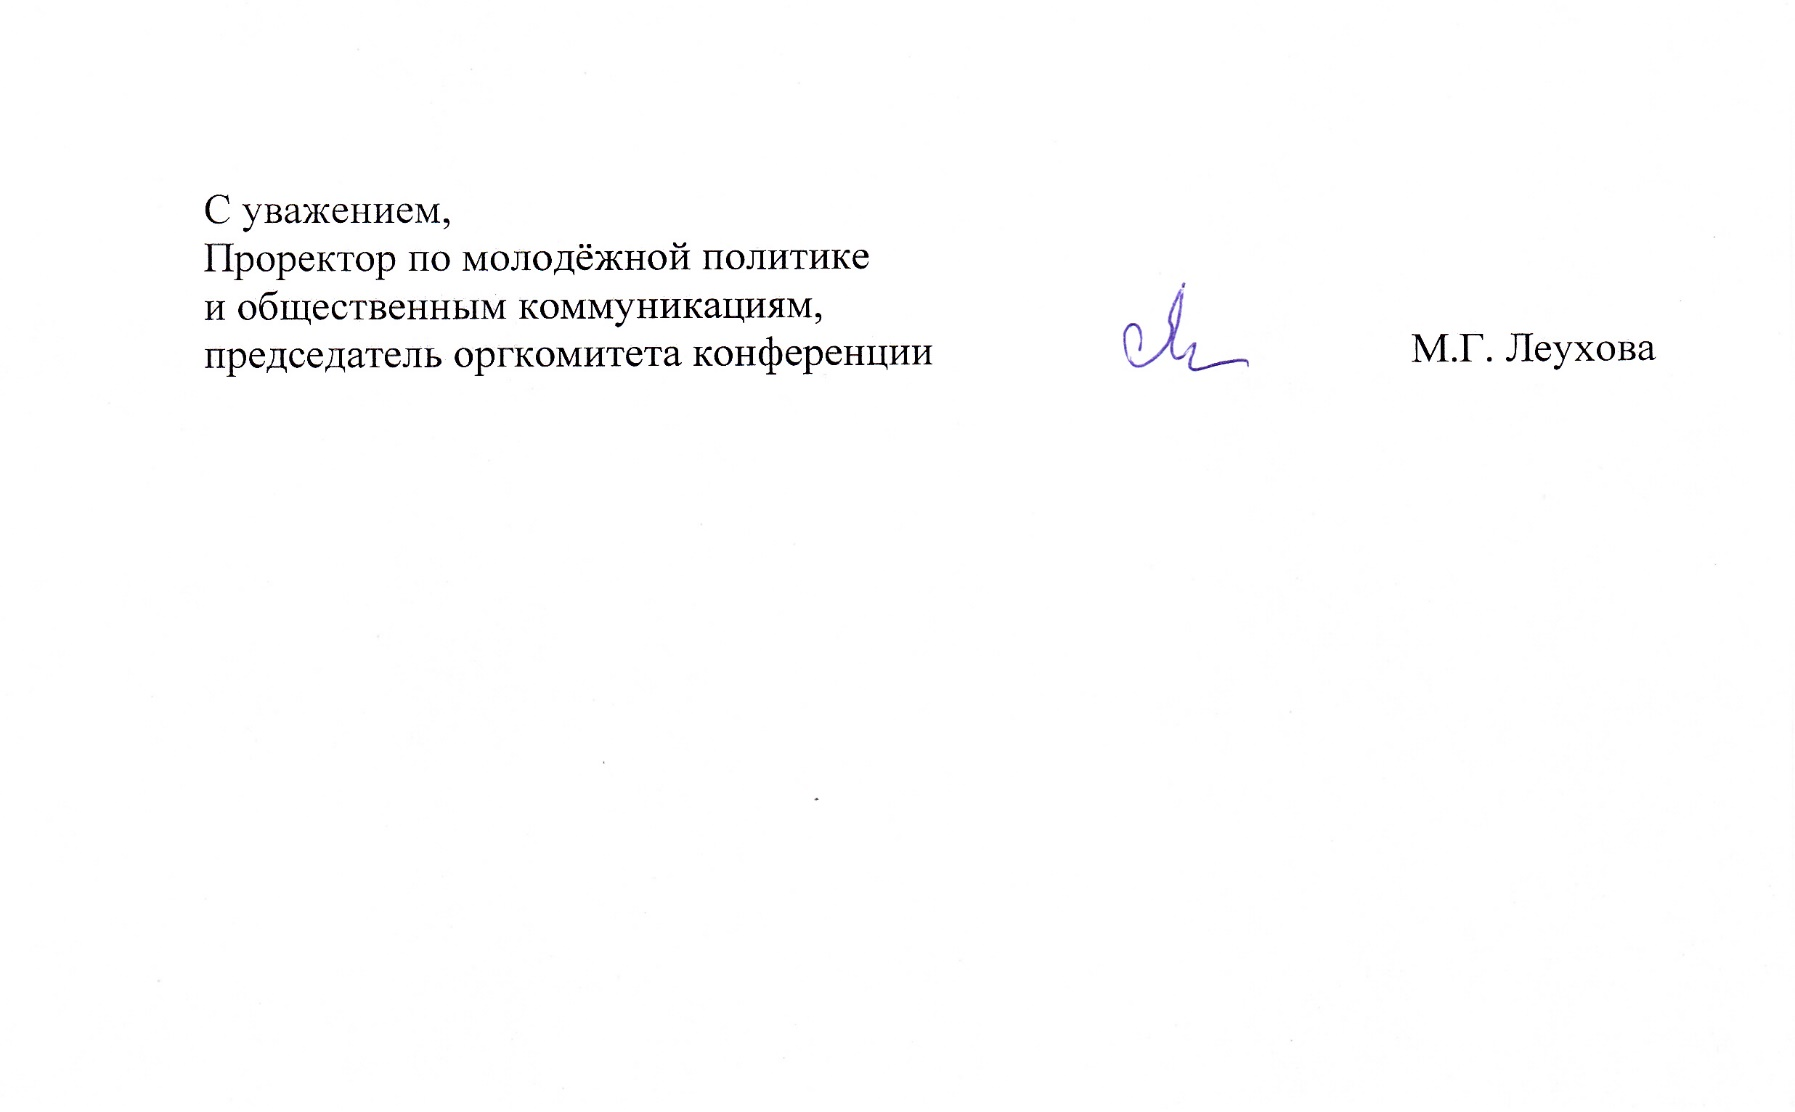 С уважением,
Проректор по молодёжной политике
и общественным коммуникациям,
председатель оргкомитета конференции М.Г. Леухова